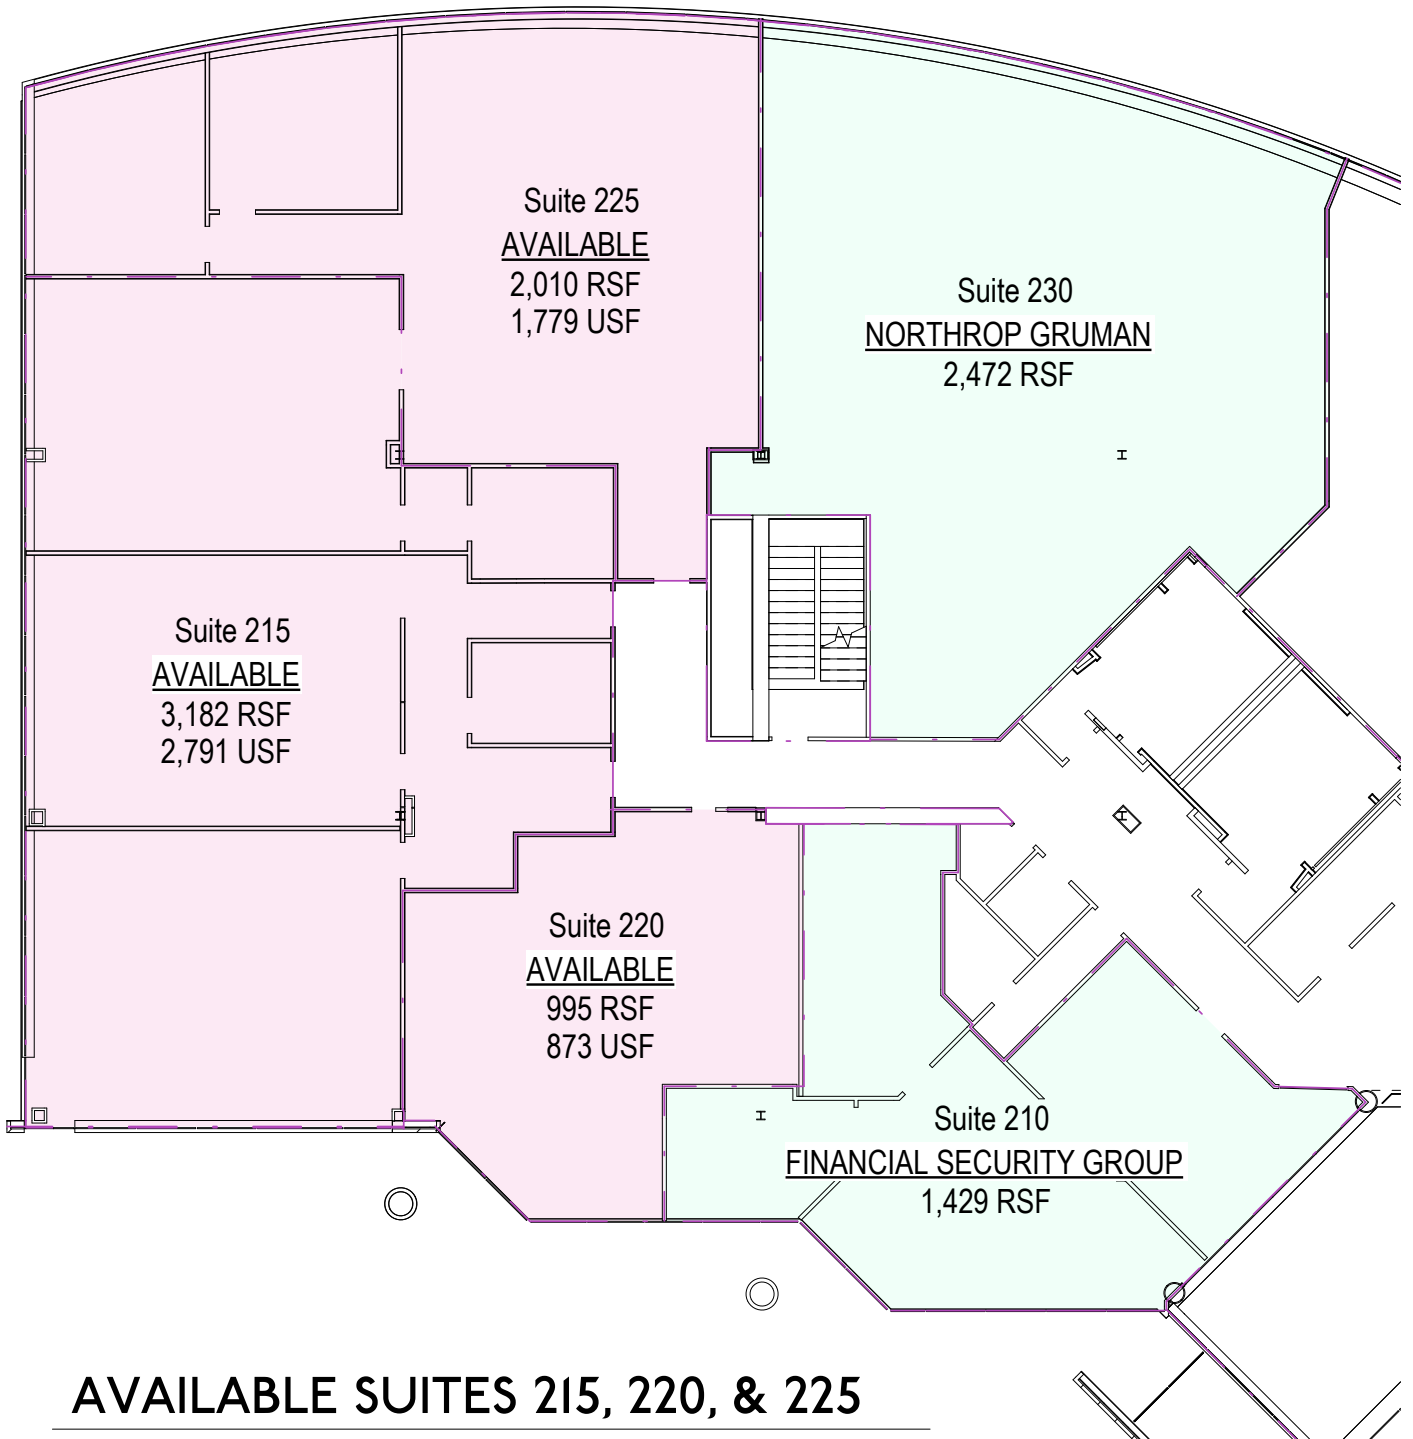 Suite 225
AVAILABLE
2,010 RSF
1,779 USF
Suite 230
NORTHROP GRUMAN
2,472 RSF
Suite 215
AVAILABLE
3,182 RSF
2,791 USF
Suite 220
AVAILABLE
995 RSF
873 USF
Suite 210
FINANCIAL SECURITY GROUP
1,429 RSF
AVAILABLE SUITES 215, 220, & 225